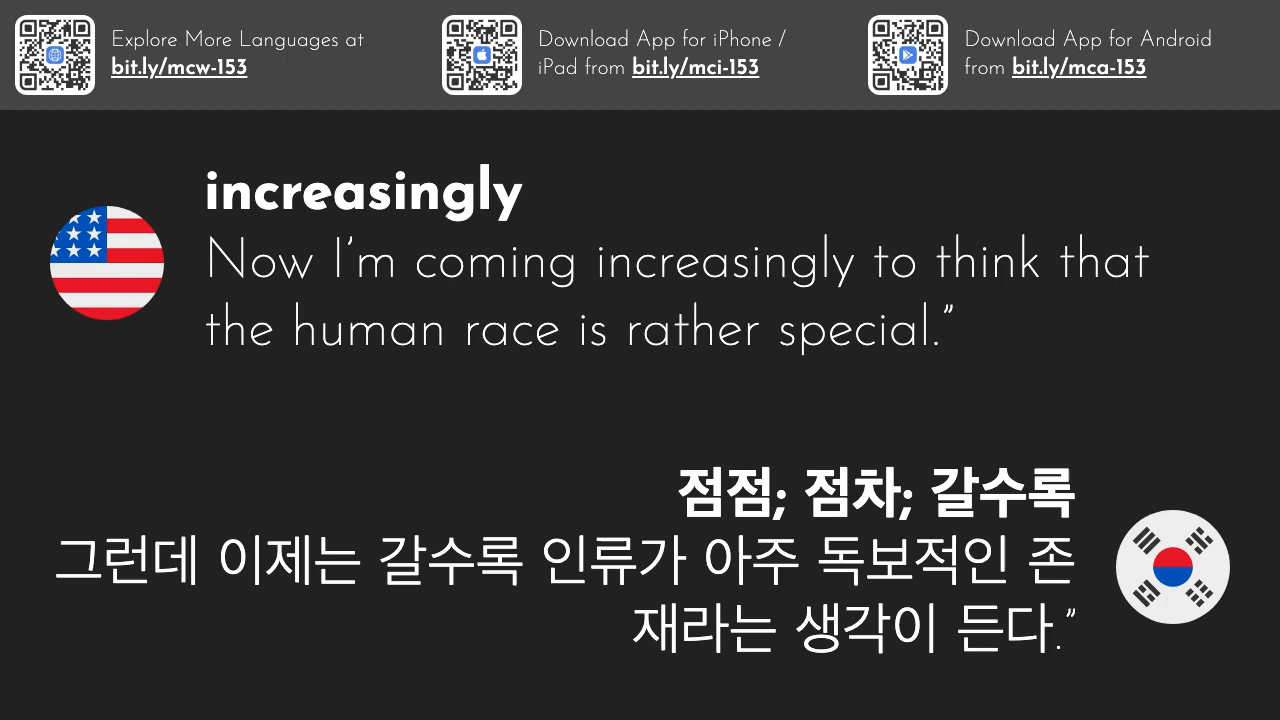 Explore More Languages at
bit.ly/mcw-153
Download App for iPhone /
iPad from bit.ly/mci-153
Download App for Android
from bit.ly/mca-153
increasingly
Now I’m coming increasingly to think that
the human race is rather special.”
점점; 점차; 갈수록
그런데 이제는 갈수록 인류가 아주 독보적인 존
재라는 생각이 든다.”